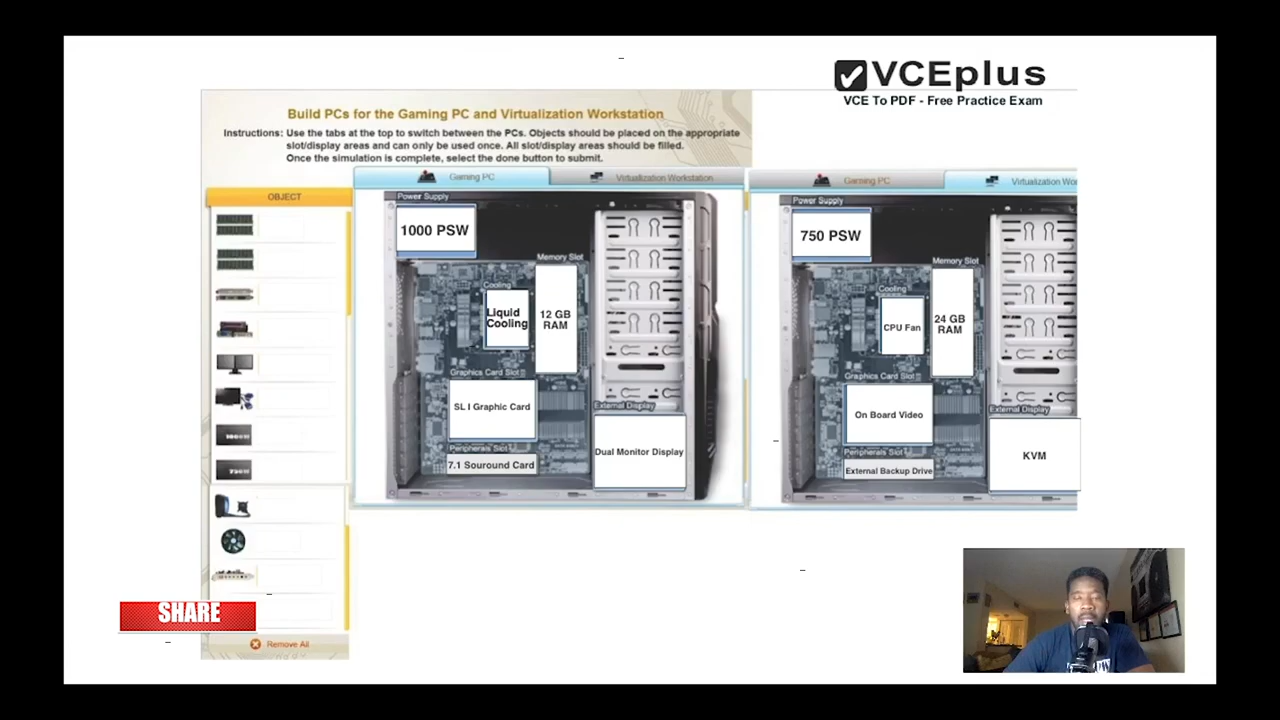 VCEplus
VCE To PDF - Free Practice Exam
Build PCs for the Gaming PC and Virtualization Workstation
Instructions: Use the tabs at the top to switch between the PCs. Objects should be placed on the appropriate
slot/display areas and can only be used once. All slot/display areas should be filled.
Once the simulation is complete, select the done button to submit.
OBJECT
Gaming PC
Virtualization Workstation
Power Supply
1000 PSW
Memory Slot
Cooling
Liquid
Cooling
12 GB
RAM
Graphics Card Slot
SL I Graphic Card
External Display
Dual Monitor Display
Peripherals Slot
7.1 Souround Card
Gaming PC
Virtualization Wor
Power Supply
750 PSW
Memory Slot
Cooling
CPU Fan
24 GB
RAM
Graphics Card Slot
On Board Video
External Display
KVM
Peripherals Slot
External Backup Drive
750W
SHARE
Remove All